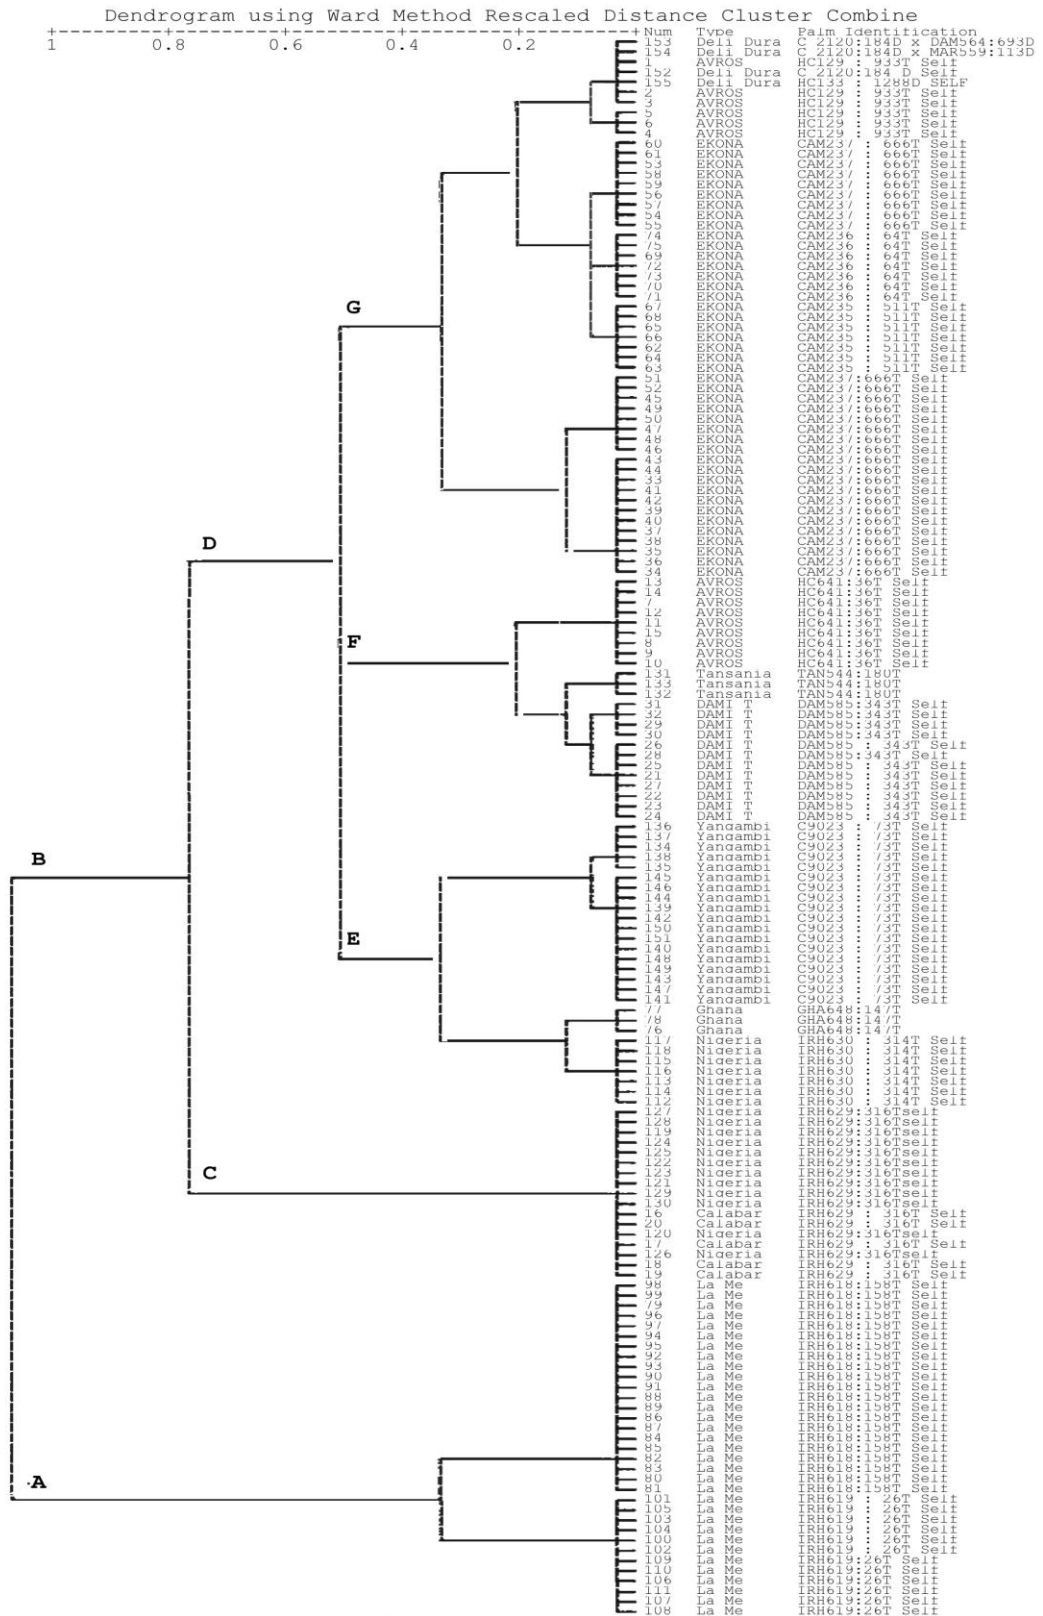 Dendrogram using Ward Method Rescaled Distance Cluster Combine
1 0.8 0.6 0.4 0.2 Num Type Palm Identification
153 Deli Dura C 2120:184D x DAM564:693D
154 Deli Dura C 2120:184D x MAR559:113D
1 AVROS HC129 : 933T Self
152 Deli Dura C 2120:184 D Self
155 Deli Dura HC133 : 1288D SELF
2 AVROS HC129 : 933T Self
3 AVROS HC129 : 933T Self
5 AVROS HC129 : 933T Self
6 AVROS HC129 : 933T Self
4 AVROS HC129 : 933T Self
60 EKONA CAM237 : 666T Self
61 EKONA CAM237 : 666T Self
53 EKONA CAM237 : 666T Self
58 EKONA CAM237 : 666T Self
59 EKONA CAM237 : 666T Self
56 EKONA CAM237 : 666T Self
57 EKONA CAM237 : 666T Self
54 EKONA CAM237 : 666T Self
55 EKONA CAM237 : 666T Self
74 EKONA CAM236 : 64T Self
75 EKONA CAM236 : 64T Self
69 EKONA CAM236 : 64T Self
72 EKONA CAM236 : 64T Self
73 EKONA CAM236 : 64T Self
70 EKONA CAM236 : 64T Self
71 EKONA CAM236 : 64T Self
67 EKONA CAM235 : 511T Self
G
68 EKONA CAM235 : 511T Self
65 EKONA CAM235 : 511T Self
66 EKONA CAM235 : 511T Self
62 EKONA CAM235 : 511T Self
64 EKONA CAM235 : 511T Self
63 EKONA CAM235 : 511T Self
51 EKONA CAM237:666T Self
52 EKONA CAM237:666T Self
45 EKONA CAM237:666T Self
49 EKONA CAM237:666T Self
50 EKONA CAM237:666T Self
47 EKONA CAM237:666T Self
48 EKONA CAM237:666T Self
46 EKONA CAM237:666T Self
43 EKONA CAM237:666T Self
44 EKONA CAM237:666T Self
33 EKONA CAM237:666T Self
41 EKONA CAM237:666T Self
42 EKONA CAM237:666T Self
39 EKONA CAM237:666T Self
40 EKONA CAM237:666T Self
37 EKONA CAM237:666T Self
38 EKONA CAM237:666T Self
D
35 EKONA CAM237:666T Self
36 EKONA CAM237:666T Self
34 EKONA CAM237:666T Self
13 AVROS HC641:36T Self
14 AVROS HC641:36T Self
7 AVROS HC641:36T Self
12 AVROS HC641:36T Self
11 AVROS HC641:36T Self
15 AVROS HC641:36T Self
8 AVROS HC641:36T Self
F
9 AVROS HC641:36T Self
10 AVROS HC641:36T Self
131 Tansania TAN544:180T
133 Tansania TAN544:180T
132 Tansania TAN544:180T
31 DAMI T DAM585:343T Self
32 DAMI T DAM585:343T Self
29 DAMI T DAM585:343T Self
30 DAMI T DAM585:343T Self
26 DAMI T DAM585 : 343T Self
28 DAMI T DAM585:343T Self
25 DAMI T DAM585 : 343T Self
21 DAMI T DAM585 : 343T Self
27 DAMI T DAM585 : 343T Self
22 DAMI T DAM585 : 343T Self
23 DAMI T DAM585 : 343T Self
24 DAMI T DAM585 : 343T Self
136 Yangambi C9023 : 73T Self
137 Yangambi C9023 : 73T Self
134 Yangambi C9023 : 73T Self
B
138 Yangambi C9023 : 73T Self
135 Yangambi C9023 : 73T Self
145 Yangambi C9023 : 73T Self
146 Yangambi C9023 : 73T Self
144 Yangambi C9023 : 73T Self
139 Yangambi C9023 : 73T Self
142 Yangambi C9023 : 73T Self
150 Yangambi C9023 : 73T Self
E
151 Yangambi C9023 : 73T Self
140 Yangambi C9023 : 73T Self
148 Yangambi C9023 : 73T Self
149 Yangambi C9023 : 73T Self
143 Yangambi C9023 : 73T Self
147 Yangambi C9023 : 73T Self
141 Yangambi C9023 : 73T Self
77 Ghana GHA648:147T
78 Ghana GHA648:147T
76 Ghana GHA648:147T
117 Nigeria IRH630 : 314T Self
118 Nigeria IRH630 : 314T Self
115 Nigeria IRH630 : 314T Self
116 Nigeria IRH630 : 314T Self
113 Nigeria IRH630 : 314T Self
114 Nigeria IRH630 : 314T Self
112 Nigeria IRH630 : 314T Self
127 Nigeria IRH629:316Tself
128 Nigeria IRH629:316Tself
119 Nigeria IRH629:316Tself
124 Nigeria IRH629:316Tself
125 Nigeria IRH629:316Tself
122 Nigeria IRH629:316Tself
C
123 Nigeria IRH629:316Tself
121 Nigeria IRH629:316Tself
129 Nigeria IRH629:316Tself
130 Nigeria IRH629:316Tself
16 Calabar IRH629 : 316T Self
20 Calabar IRH629 : 316T Self
120 Nigeria IRH629:316Tself
17 Calabar IRH629 : 316T Self
126 Nigeria IRH629:316Tself
18 Calabar IRH629 : 316T Self
19 Calabar IRH629 : 316T Self
98 La Me IRH618:158T Self
99 La Me IRH618:158T Self
79 La Me IRH618:158T Self
96 La Me IRH618:158T Self
97 La Me IRH618:158T Self
94 La Me IRH618:158T Self
95 La Me IRH618:158T Self
92 La Me IRH618:158T Self
93 La Me IRH618:158T Self
90 La Me IRH618:158T Self
91 La Me IRH618:158T Self
88 La Me IRH618:158T Self
89 La Me IRH618:158T Self
86 La Me IRH618:158T Self
87 La Me IRH618:158T Self
84 La Me IRH618:158T Self
85 La Me IRH618:158T Self
82 La Me IRH618:158T Self
83 La Me IRH618:158T Self
80 La Me IRH618:158T Self
A
81 La Me IRH618:158T Self
101 La Me IRH619 : 26T Self
105 La Me IRH619 : 26T Self
103 La Me IRH619 : 26T Self
104 La Me IRH619 : 26T Self
100 La Me IRH619 : 26T Self
102 La Me IRH619 : 26T Self
109 La Me IRH619:26T Self
110 La Me IRH619:26T Self
106 La Me IRH619:26T Self
111 La Me IRH619:26T Self
107 La Me IRH619:26T Self
108 La Me IRH619:26T Self